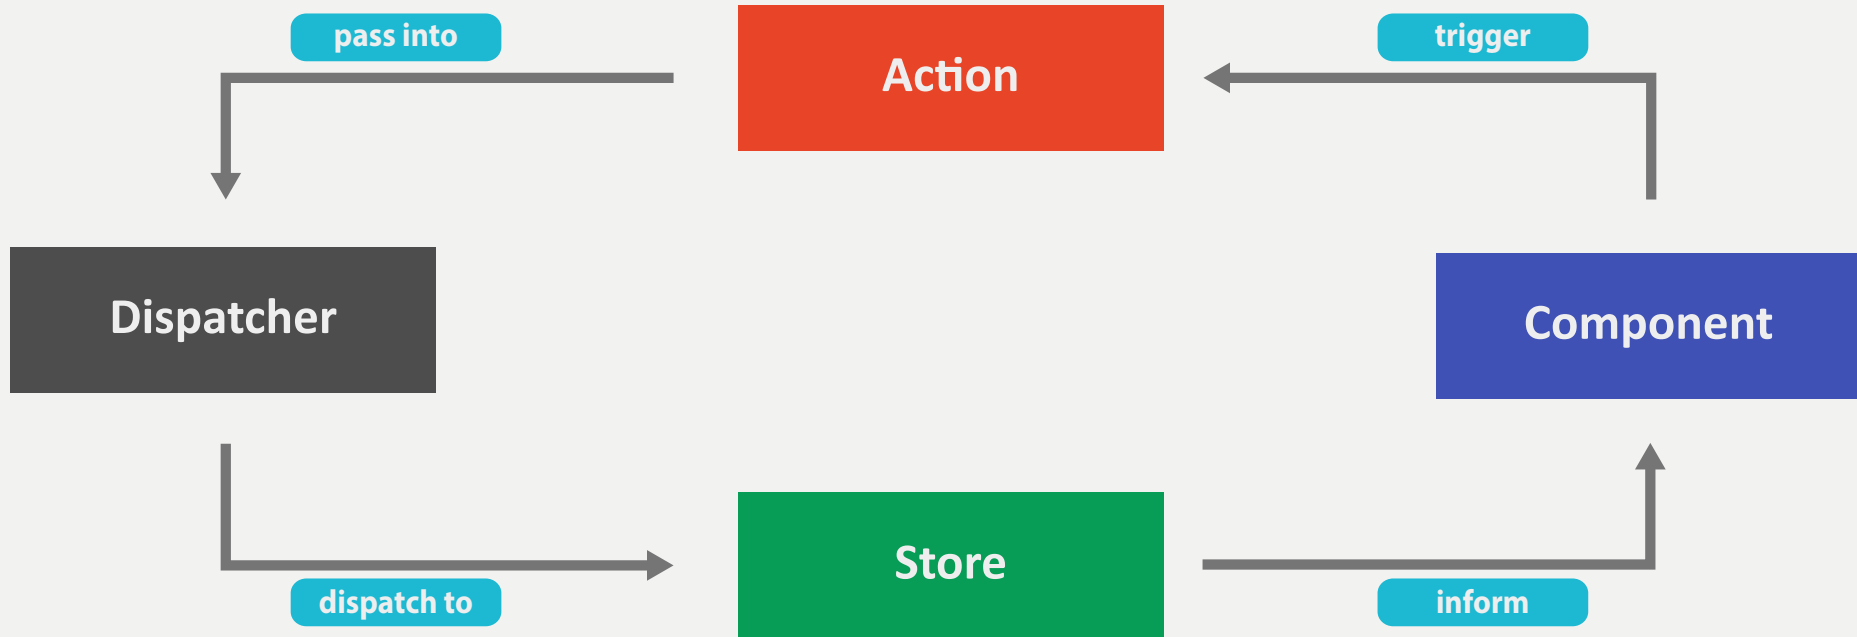 pass into
Action
trigger
Dispatcher
Component
dispatch to
Store
inform